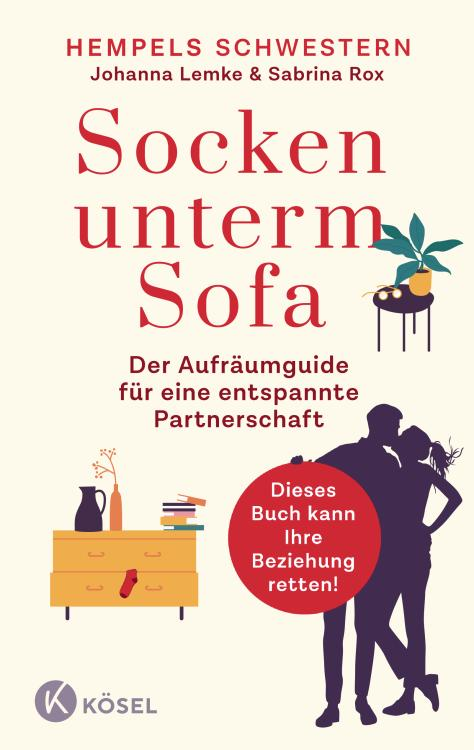 HEMPELS SCHWESTERN
Johanna Lemke & Sabrina Rox
Socken
unterm
Sofa
Der Aufräumguide
für eine entspannte
Partnerschaft
Dieses
Buch kann
Ihre
Beziehung
retten!
KÖSEL